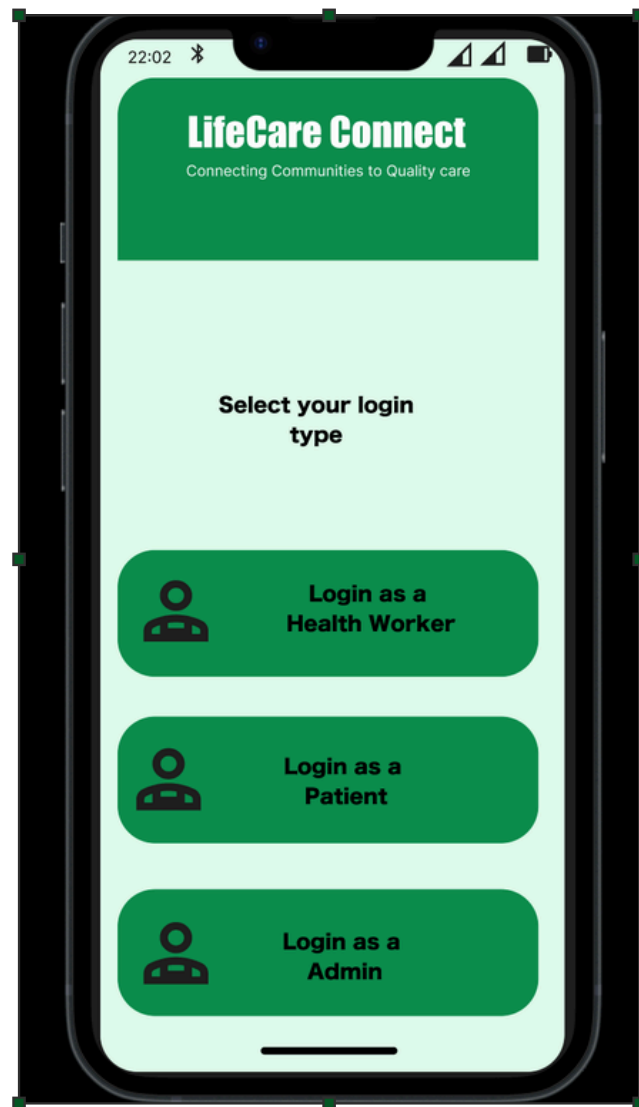 22:02
LifeCare Connect
Connecting Communities to Quality care
Select your login
type
Login as a
Health Worker
Login as a
Patient
Login as a
Admin